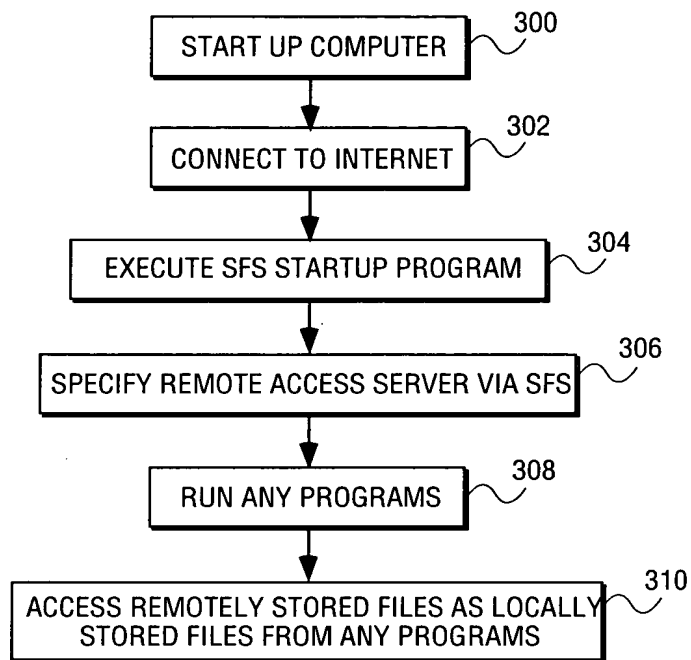 START UP COMPUTER
300
CONNECT TO INTERNET
302
EXECUTE SFS STARTUP PROGRAM
304
SPECIFY REMOTE ACCESS SERVER VIA SFS
306
RUN ANY PROGRAMS
308
ACCESS REMOTELY STORED FILES AS LOCALLY
STORED FILES FROM ANY PROGRAMS
310